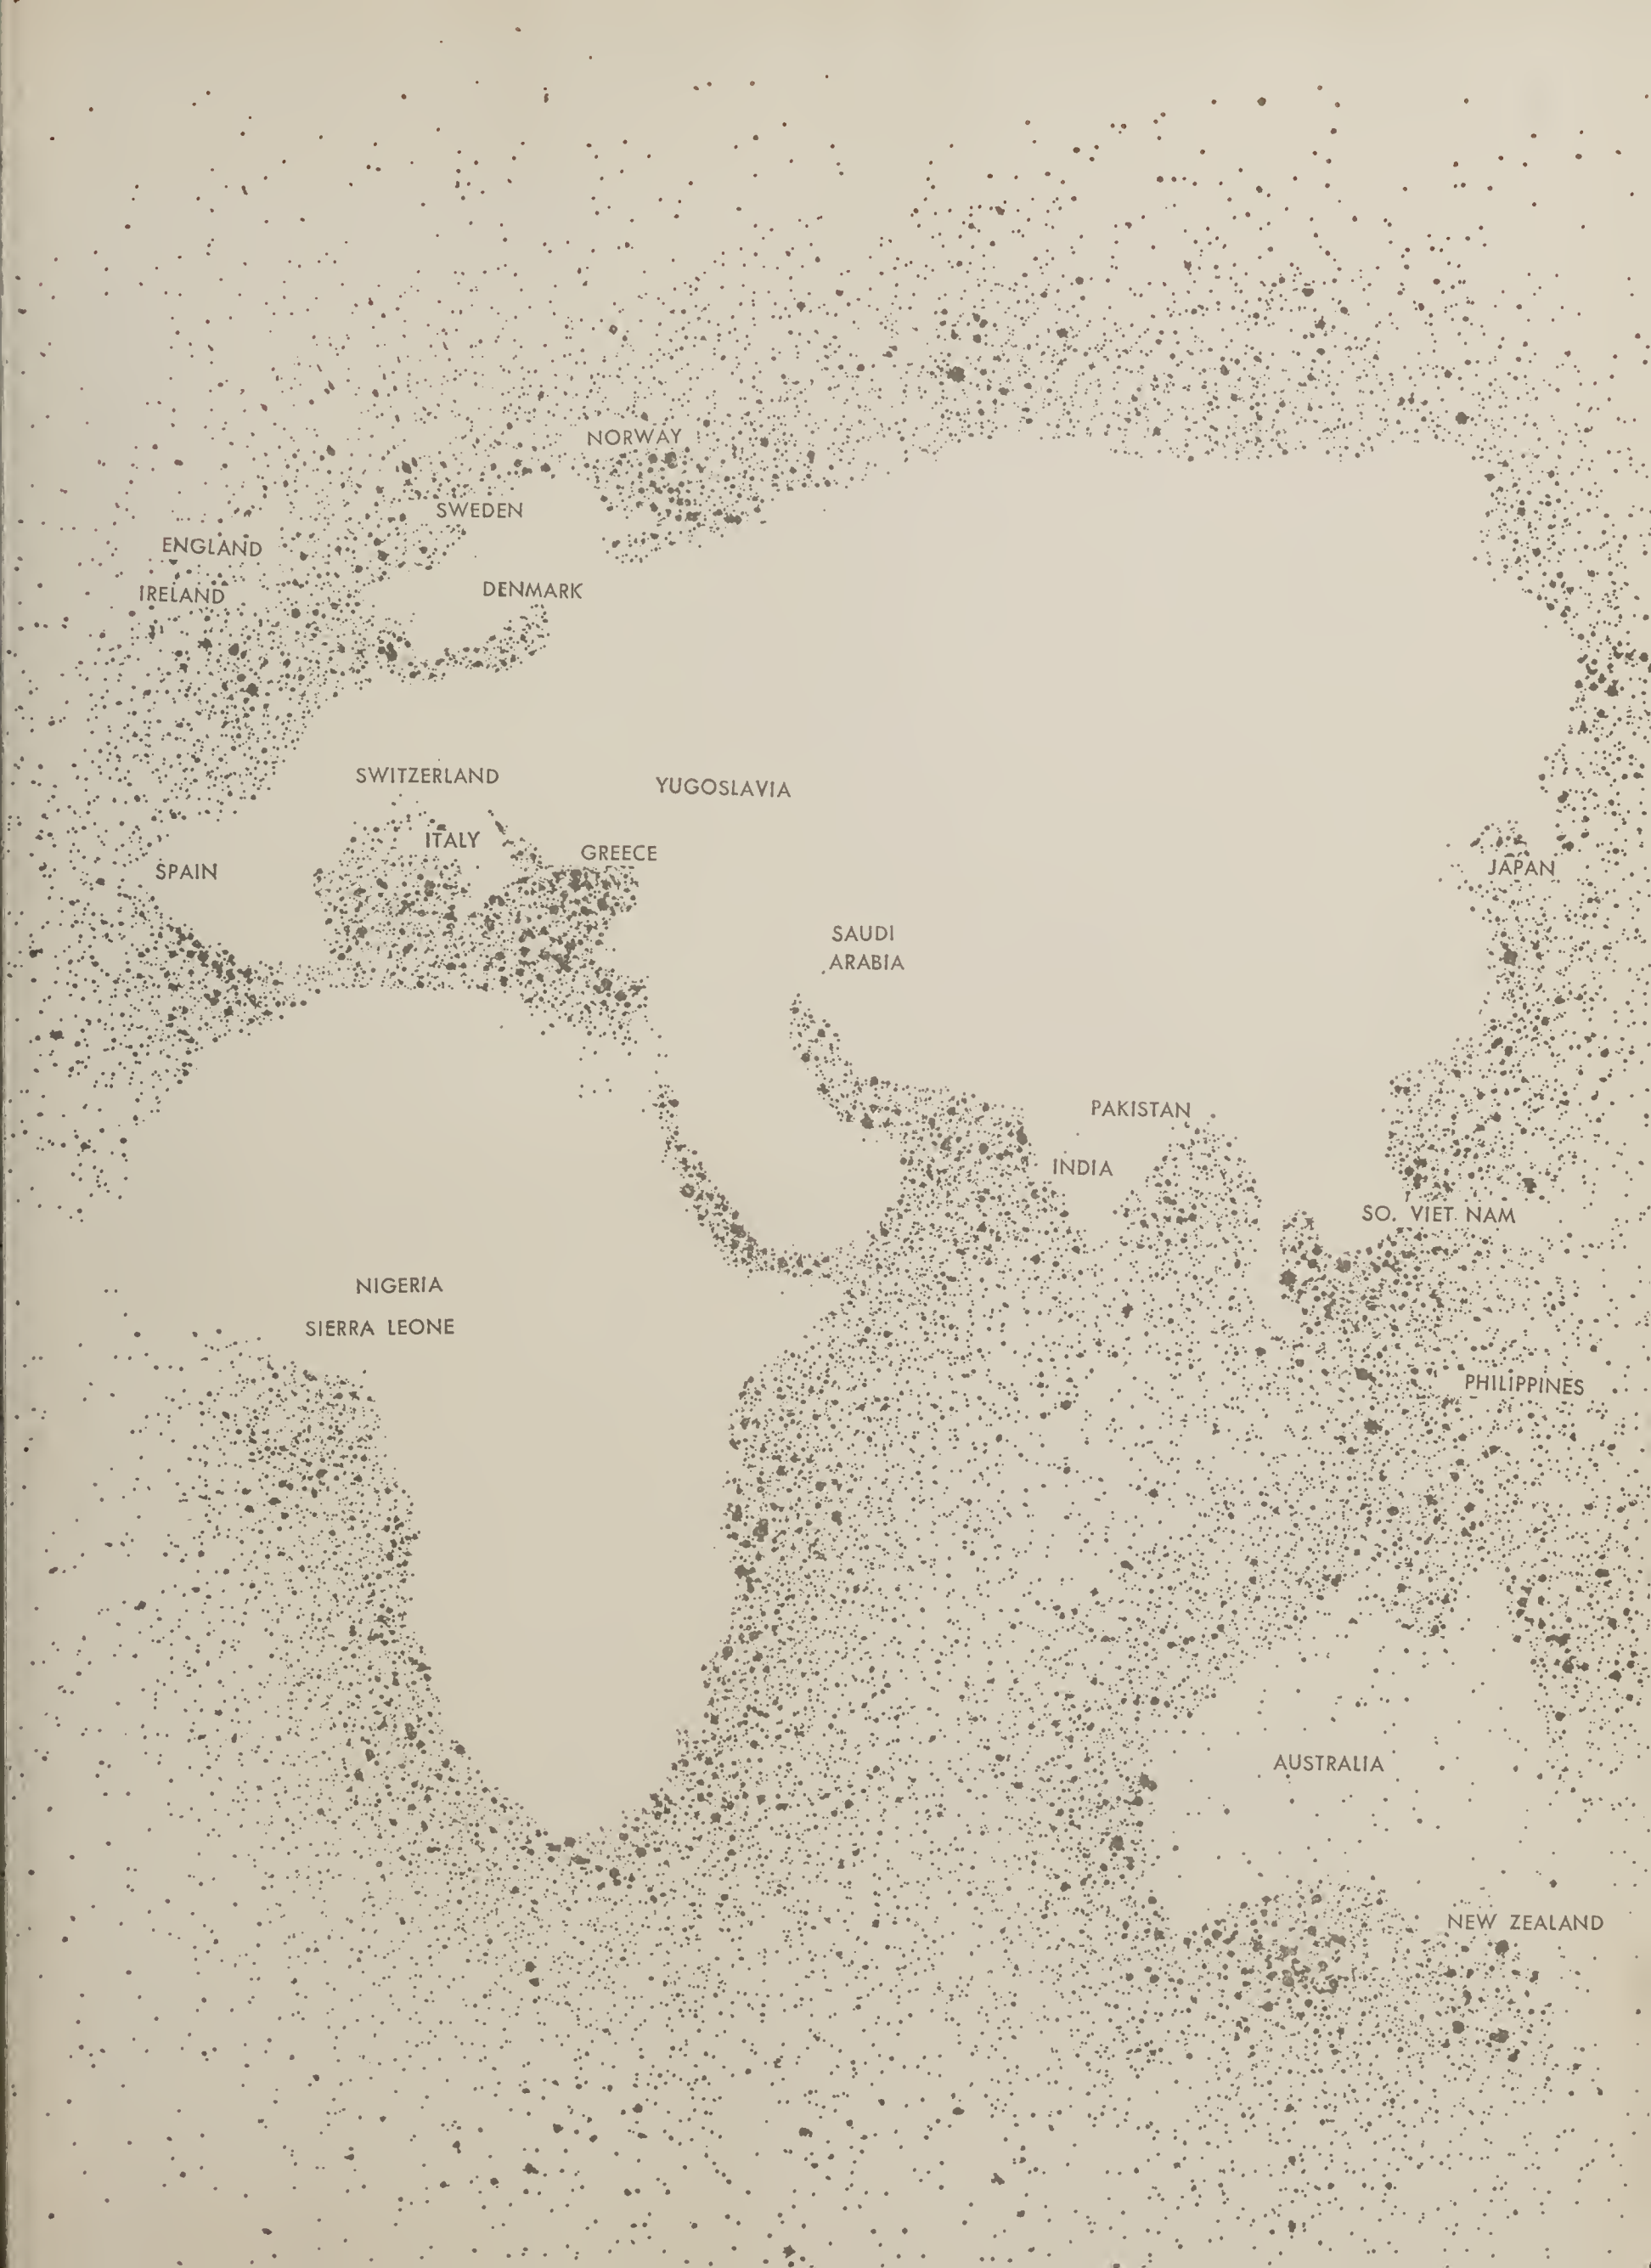 NORWAY
SWEDEN
ENGLAND
IRELAND
DENMARK
SWITZERLAND
YUGOSLAVIA
ITALY
GREECE
SPAIN
JAPAN
SAUDI
ARABIA
PAKISTAN
INDIA
SO. VIET NAM
NIGERIA
SIERRA LEONE
PHILIPPINES
AUSTRALIA
NEW ZEALAND